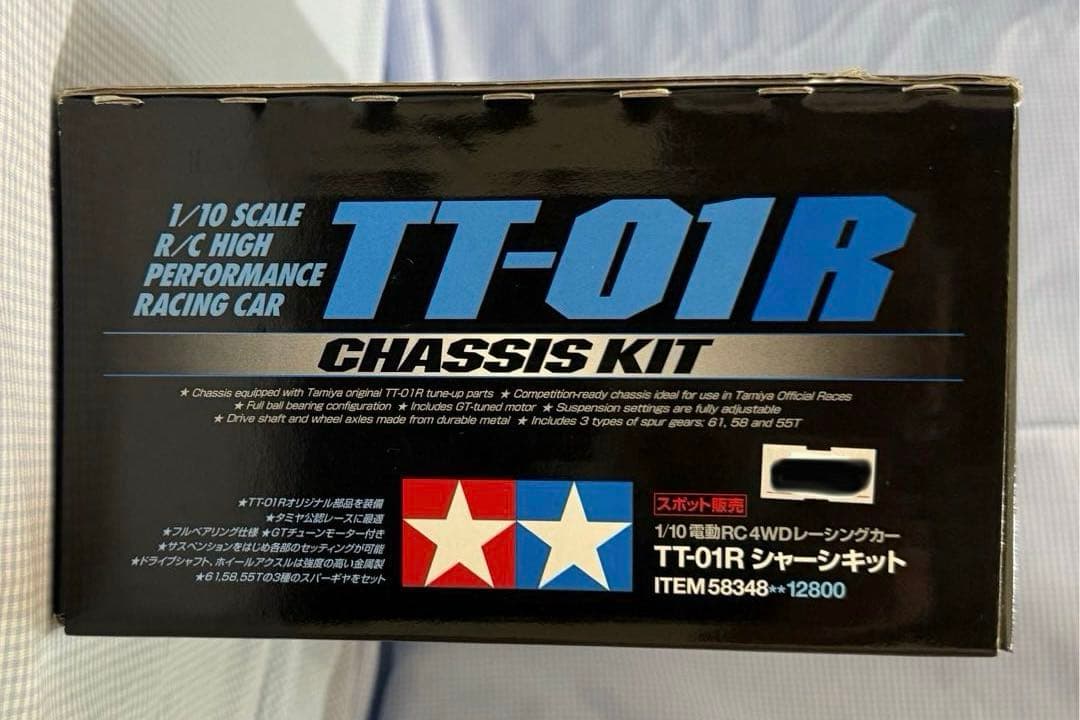 1/10 SCALE
R/C HIGH
PERFORMANCE
RACING CAR
TT-01R
CHASSIS KIT
★ Chassis equipped with Tamiya original TT-01R tune-up parts ★ Competition-ready chassis ideal for use in Tamiya Official Races
★ Full ball bearing configuration ★ Includes GT-tuned motor ★ Suspension settings are fully adjustable
★ Drive shaft and wheel axles made from durable metal ★ Includes 3 types of spur gears; 61, 58 and 55T
★TT-01Rオリジナル部品を装備
★タミヤ公認レースに最適
★フルベアリング仕様 ★GTチューンモーター付き
★サスペンションをはじめ各部のセッティングが可能
★ドライブシャフト、ホイールアクスルは強度の高い金属製
★61,58,55Tの3種のスパーギヤをセット
スポット販売
1/10 電動RC4WDレーシングカー
TT-01R シャーシキット
ITEM 58348**12800